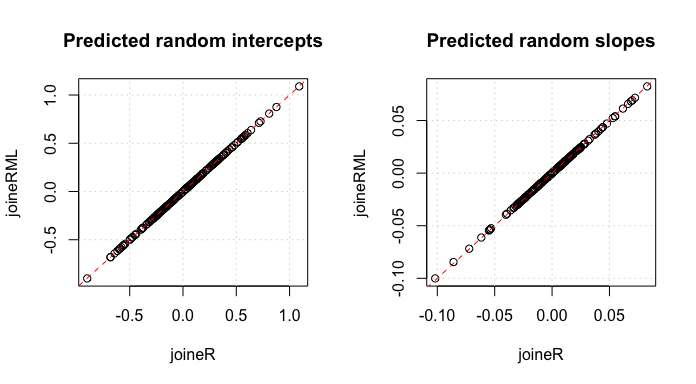 Predicted random intercepts
joineRML
1.0
0.5
0.0
-0.5
-0.5 0.0 0.5 1.0
joineR
Predicted random slopes
joineRML
0.05
0.00
-0.05
-0.10
-0.10 -0.05 0.00 0.05
joineR